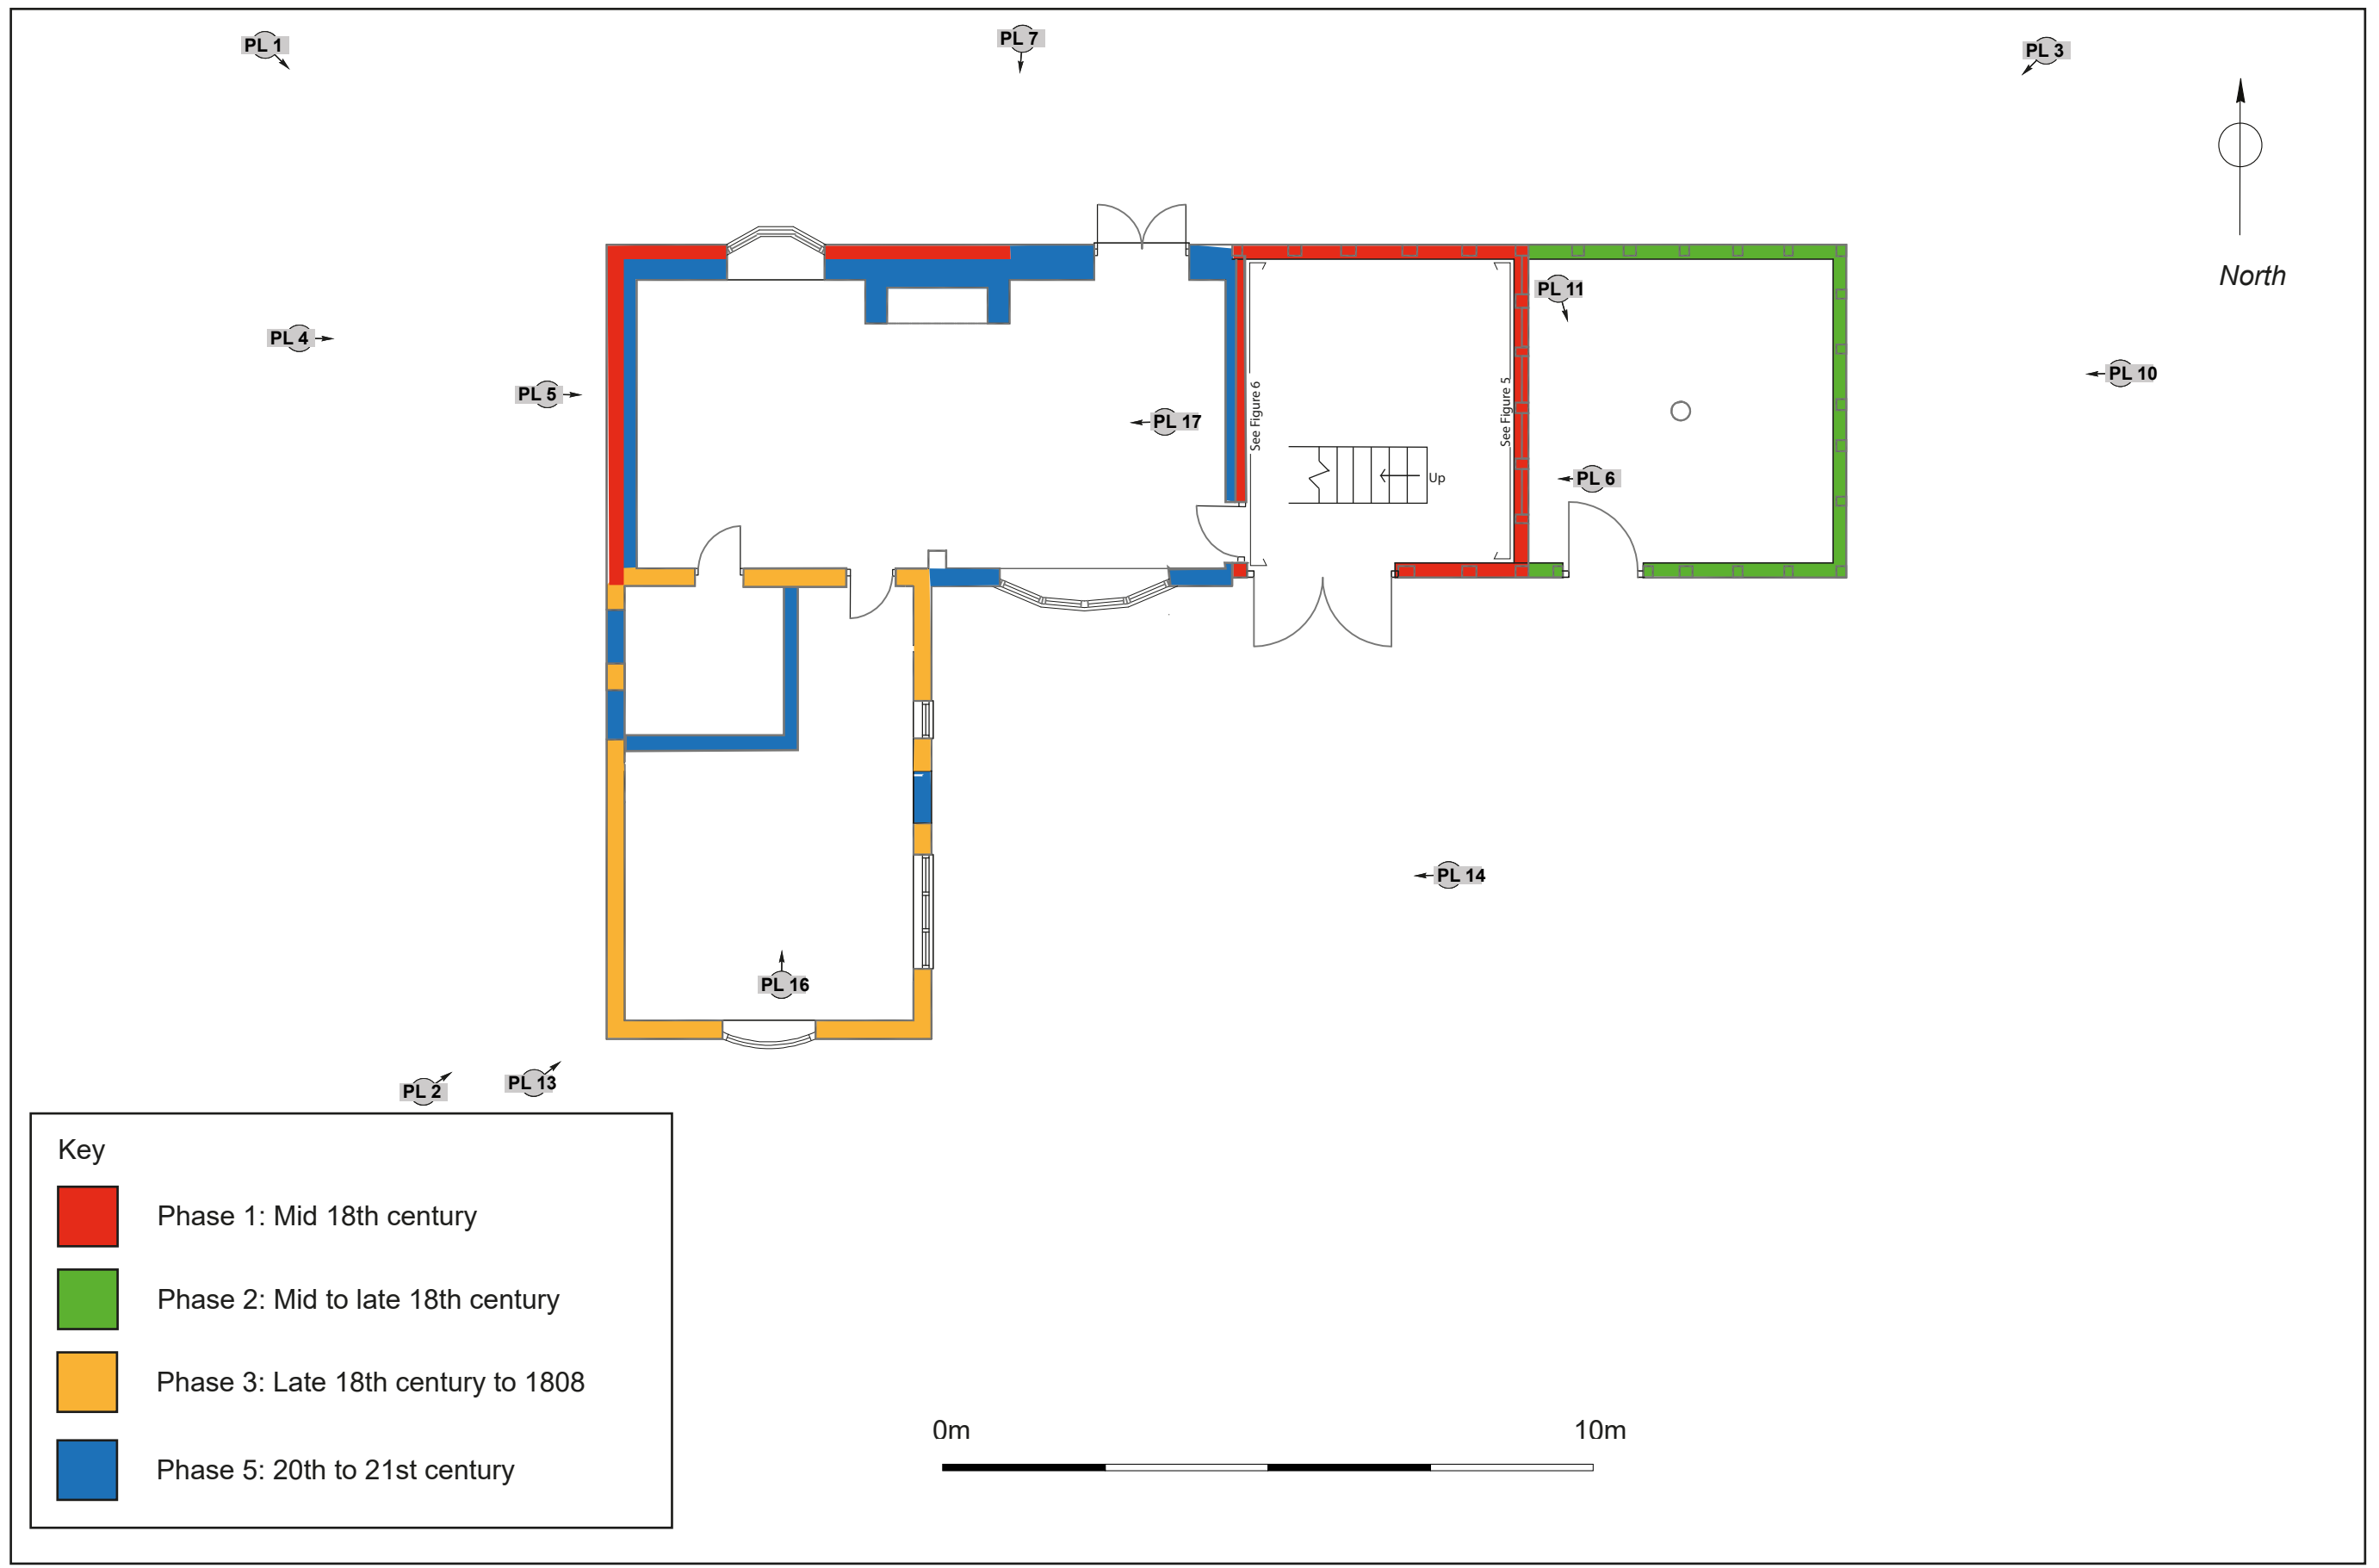 PL 1
PL 7
PL 3
North
PL 11
PL 4
PL 10
PL 5
See Figure 6
See Figure 5
PL 17
Up
PL 6
PL 14
PL 16
PL 2
PL 13
Key
Phase 1: Mid 18th century
Phase 2: Mid to late 18th century
Phase 3: Late 18th century to 1808
Phase 5: 20th to 21st century
0m
10m